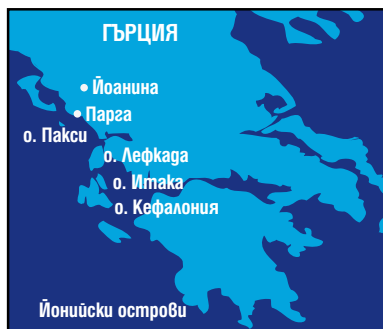 ГЪРЦИЯ
Йоанина
Парга
о. Пакси
о. Лефкада
о. Итака
о. Кефалония
Йонийски острови